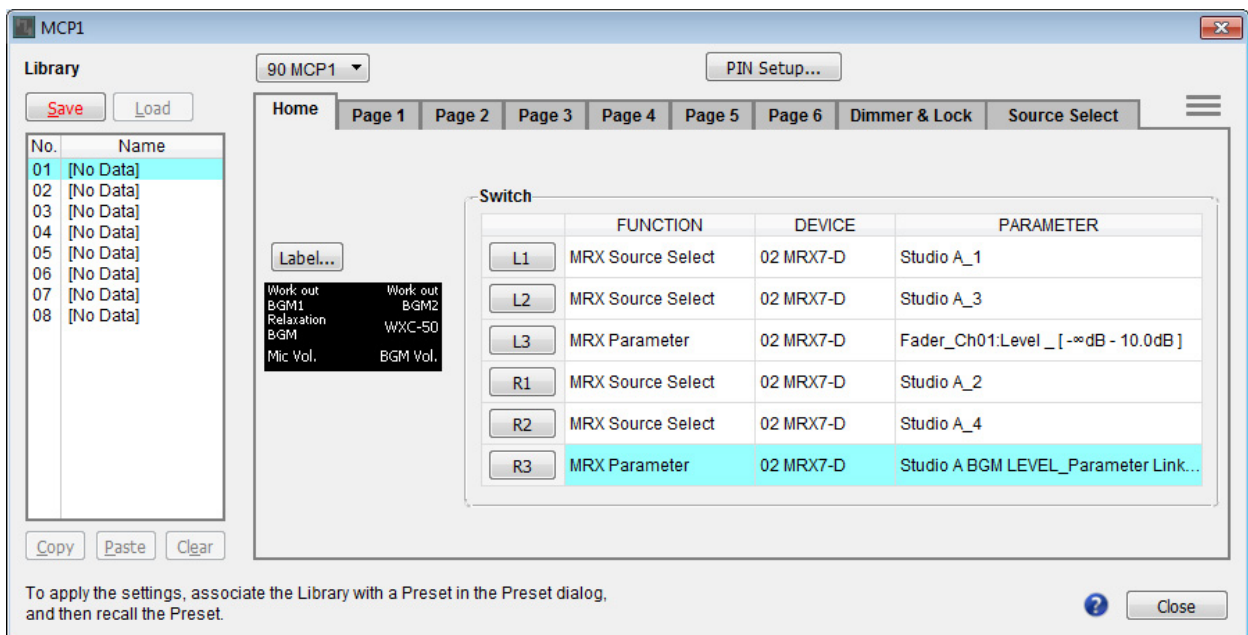 MCP1
Library
90 MCP1
PIN Setup...
Save Load
Home Page 1 Page 2 Page 3 Page 4 Page 5 Page 6 Dimmer & Lock Source Select
No. Name
01 [No Data]
02 [No Data]
03 [No Data]
04 [No Data]
05 [No Data]
06 [No Data]
07 [No Data]
08 [No Data]
Copy Paste Clear
Label...
Work out Work out
BGM1 BGM2
Relaxation
BGM WXC-50
Mic Vol. BGM Vol.
Switch
FUNCTION DEVICE PARAMETER
L1 MRX Source Select 02 MRX7-D Studio A_1
L2 MRX Source Select 02 MRX7-D Studio A_3
L3 MRX Parameter 02 MRX7-D Fader_Ch01:Level _ [ -∞dB - 10.0dB ]
R1 MRX Source Select 02 MRX7-D Studio A_2
R2 MRX Source Select 02 MRX7-D Studio A_4
R3 MRX Parameter 02 MRX7-D Studio A BGM LEVEL_Parameter Link...
To apply the settings, associate the Library with a Preset in the Preset dialog,
and then recall the Preset.
? Close